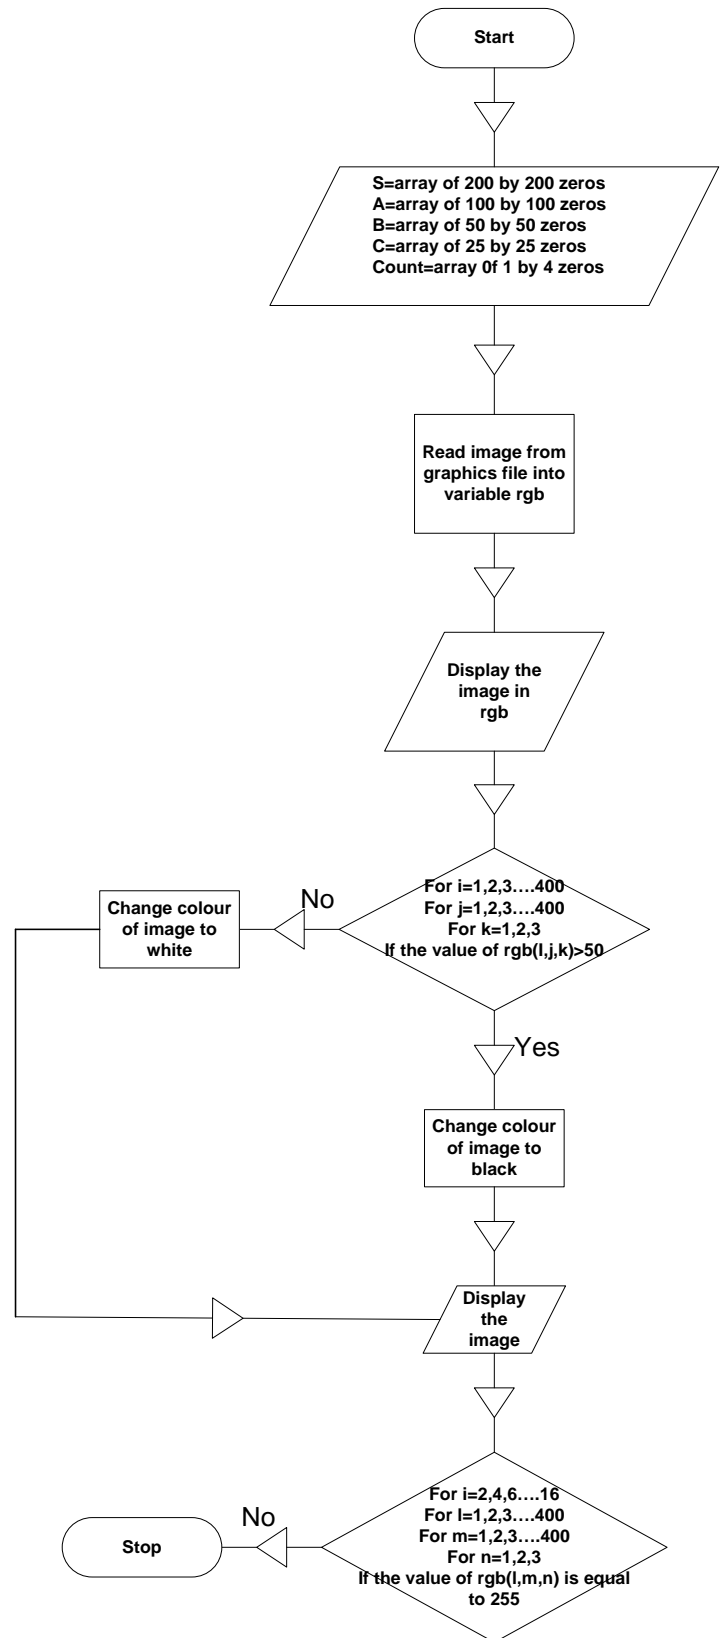 Start
S=array of 200 by 200 zeros
A=array of 100 by 100 zeros
B=array of 50 by 50 zeros
C=array of 25 by 25 zeros
Count=array 0f 1 by 4 zeros
Read image from
graphics file into
variable rgb
Display the
image in
rgb
For i=1,2,3….400
For j=1,2,3….400
For k=1,2,3
If the value of rgb(I,j,k)>50
No
Change colour
of image to
white
Yes
Change colour
of image to
black
Display
the
image
For i=2,4,6….16
For l=1,2,3….400
For m=1,2,3….400
For n=1,2,3
If the value of rgb(l,m,n) is equal
to 255
No
Stop